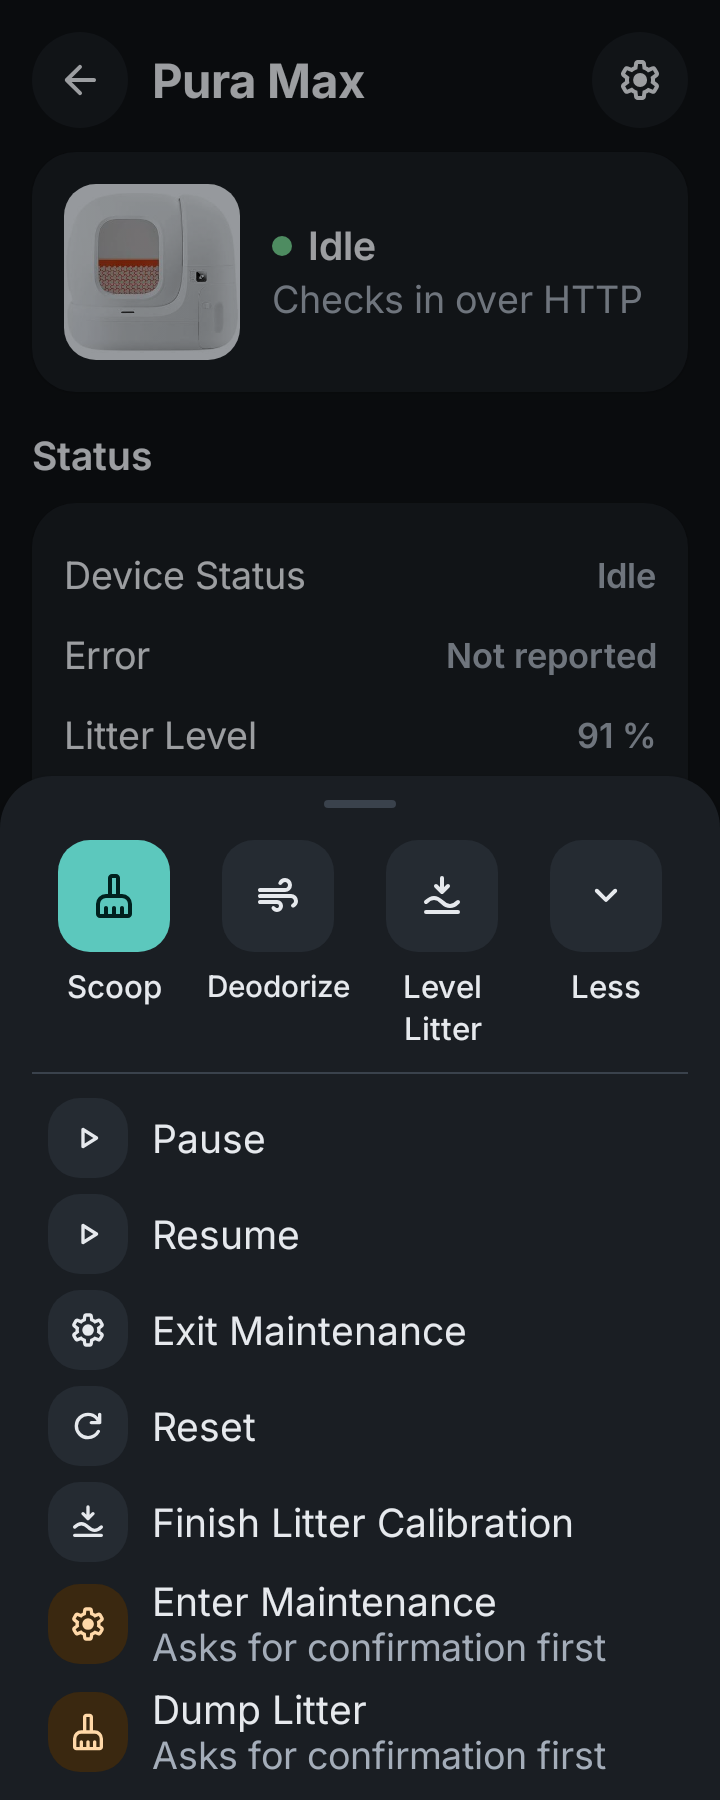 Pura Max
Idle
Checks in over HTTP
Status
Device Status
Idle
Error
Not reported
Litter Level
91 %
Scoop
Deodorize
Level
Litter
Less
Pause
Resume
Exit Maintenance
Reset
Finish Litter Calibration
Enter Maintenance
Asks for confirmation first
Dump Litter
Asks for confirmation first